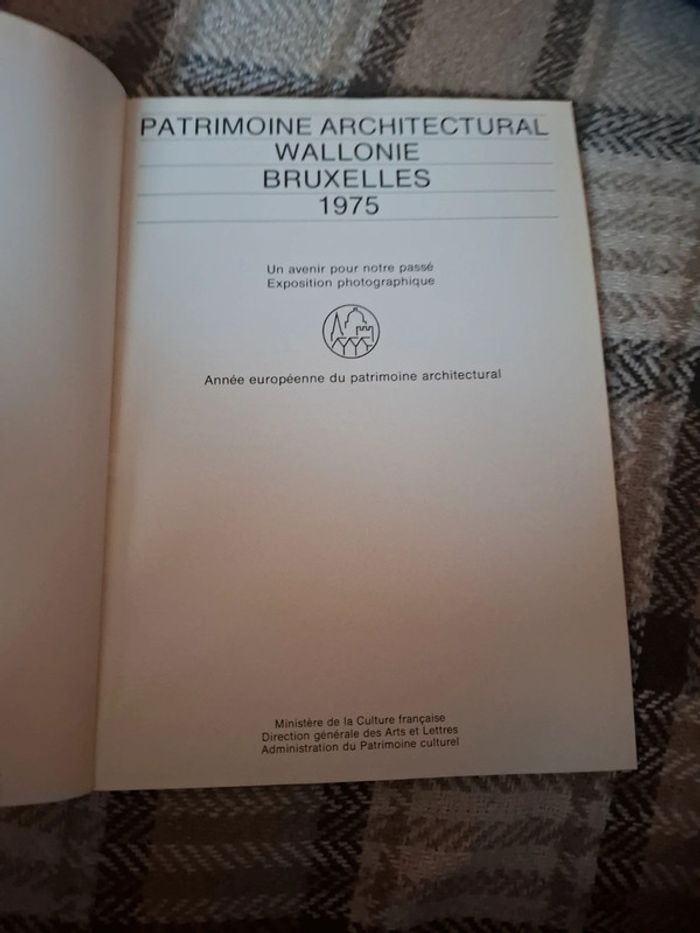 PATRIMOINE ARCHITECTURAL
WALLONIE
BRUXELLES
1975
Un avenir pour notre passé
Exposition photographique
Année européenne du patrimoine architectural
Ministère de la Culture française
Direction générale des Arts et Lettres
Administration du Patrimoine culturel